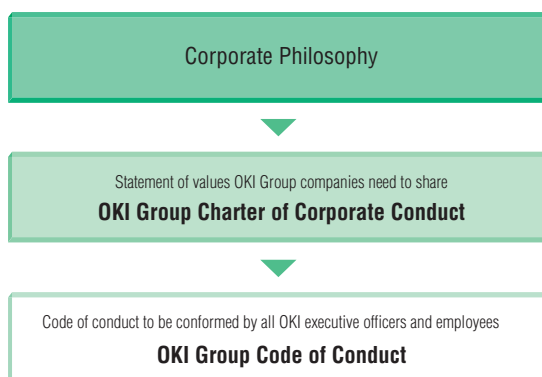 Corporate Philosophy
Statement of values OKI Group companies need to share
OKI Group Charter of Corporate Conduct
Code of conduct to be conformed by all OKI executive officers and employees
OKI Group Code of Conduct